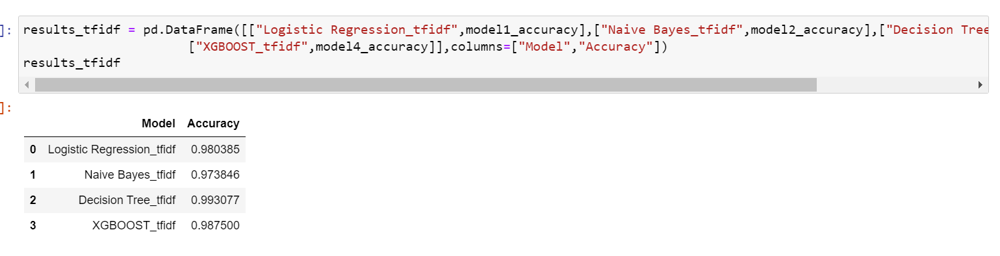 ]: results_tfidf = pd.DataFrame([["Logistic Regression_tfidf",model1_accuracy],["Naive Bayes_tfidf",model2_accuracy],["Decision Tree
["XGBOOST_tfidf",model4_accuracy]],columns=["Model","Accuracy"])
results_tfidf
]:
Model Accuracy
0 Logistic Regression_tfidf 0.980385
1 Naive Bayes_tfidf 0.973846
2 Decision Tree_tfidf 0.993077
3 XGBOOST_tfidf 0.987500